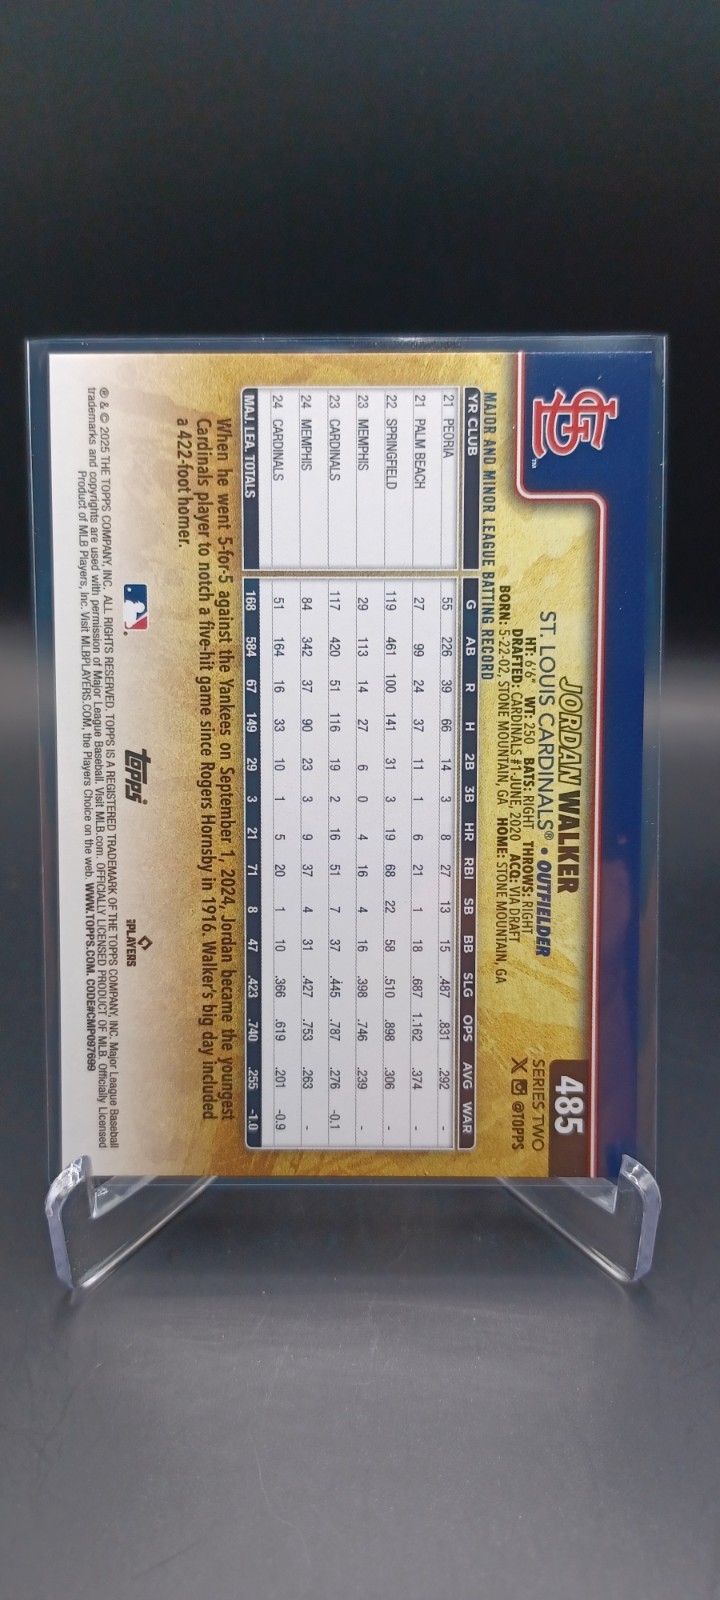 STL
TM
485
SERIES TWO
X @TOPPS
JORDAN WALKER
ST. LOUIS CARDINALS® • OUTFIELDER
HT: 6'6" WT: 250 BATS: RIGHT THROWS: RIGHT
DRAFTED: CARDINALS #1-JUNE, 2020 ACQ: VIA DRAFT
BORN: 5-22-02, STONE MOUNTAIN, GA HOME: STONE MOUNTAIN, GA
MAJOR AND MINOR LEAGUE BATTING RECORD
YR CLUB G AB R H 2B 3B HR RBI SB BB SLG OPS AVG WAR
21 PEORIA 55 226 39 66 14 3 8 27 13 15 .487 .831 .292 -
21 PALM BEACH 27 99 24 37 11 1 6 21 1 18 .687 1.162 .374 -
22 SPRINGFIELD 119 461 100 141 31 3 19 68 22 58 .510 .898 .306 -
23 MEMPHIS 29 113 14 27 6 0 4 16 4 16 .398 .746 .239 -
23 CARDINALS 117 420 51 116 19 2 16 51 7 37 .445 .787 .276 -0.1
24 MEMPHIS 84 342 37 90 23 3 9 37 4 31 .427 .753 .263 -
24 CARDINALS 51 164 16 33 10 1 5 20 1 10 .366 .619 .201 -0.9
MAJ. LEA. TOTALS 168 584 67 149 29 3 21 71 8 47 .423 .740 .255 -1.0
When he went 5-for-5 against the Yankees on September 1, 2024, Jordan became the youngest
Cardinals player to notch a five-hit game since Rogers Hornsby in 1916. Walker's big day included
a 422-foot homer.
topps
PLAYERS
® & © 2025 THE TOPPS COMPANY, INC. ALL RIGHTS RESERVED. TOPPS IS A REGISTERED TRADEMARK OF THE TOPPS COMPANY, INC. Major League Baseball
trademarks and copyrights are used with permission of Major League Baseball. Visit MLB.com. OFFICIALLY LICENSED PRODUCT OF MLB. Officially Licensed
Product of MLB Players, Inc. Visit MLBPLAYERS.COM, the Players Choice on the web. WWW.TOPPS.COM. CODE#CMP097699